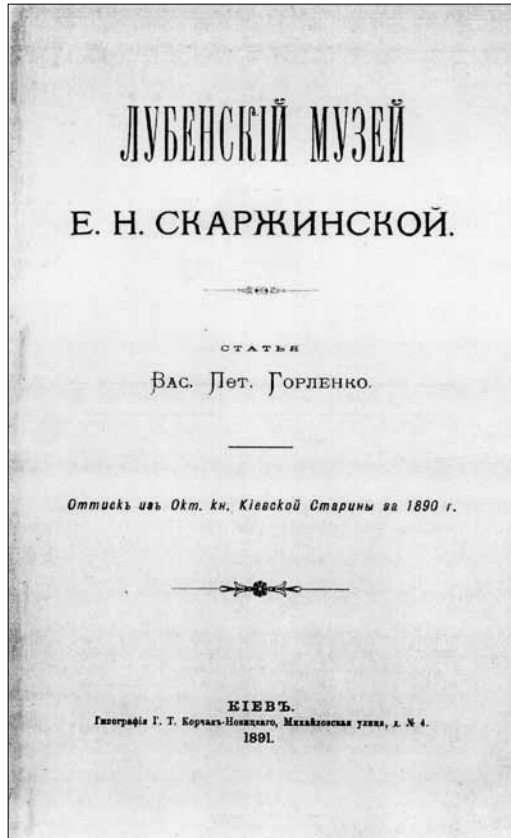 ЛУБЕНСКІЙ МУЗЕЙ
Е. Н. СКАРЖИНСКОЙ.
СТАТЬЯ
Вас. Пет. Горленко.
Оттискъ изъ Окт. кн. Кіевской Старины за 1890 г.
КІЕВЪ.
Типографія Г. Т. Корчакъ-Новицкаго, Михайловская улица, д. № 4.
1891.